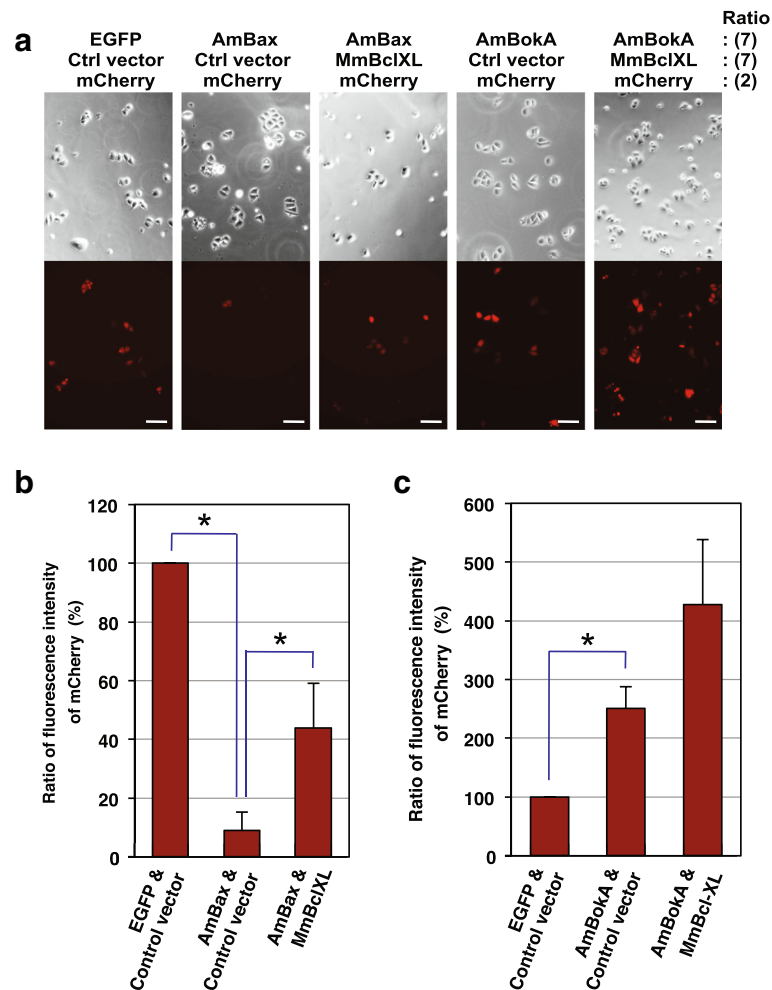 Ratio
a
EGFP AmBax AmBax AmBokA AmBokA : (7)
Ctrl vector Ctrl vector MmBclXL Ctrl vector MmBclXL : (7)
mCherry mCherry mCherry mCherry mCherry : (2)
b
120
100
80
60
40
20
0
Ratio of fluorescence intensity
of mCherry (%)
*
*
EGFP &
Control vector
AmBax &
Control vector
AmBax &
MmBclXL
c
600
500
400
300
200
100
0
Ratio of fluorescence intensity
of mCherry (%)
*
EGFP &
Control vector
AmBokA &
Control vector
AmBokA &
MmBcl-XL